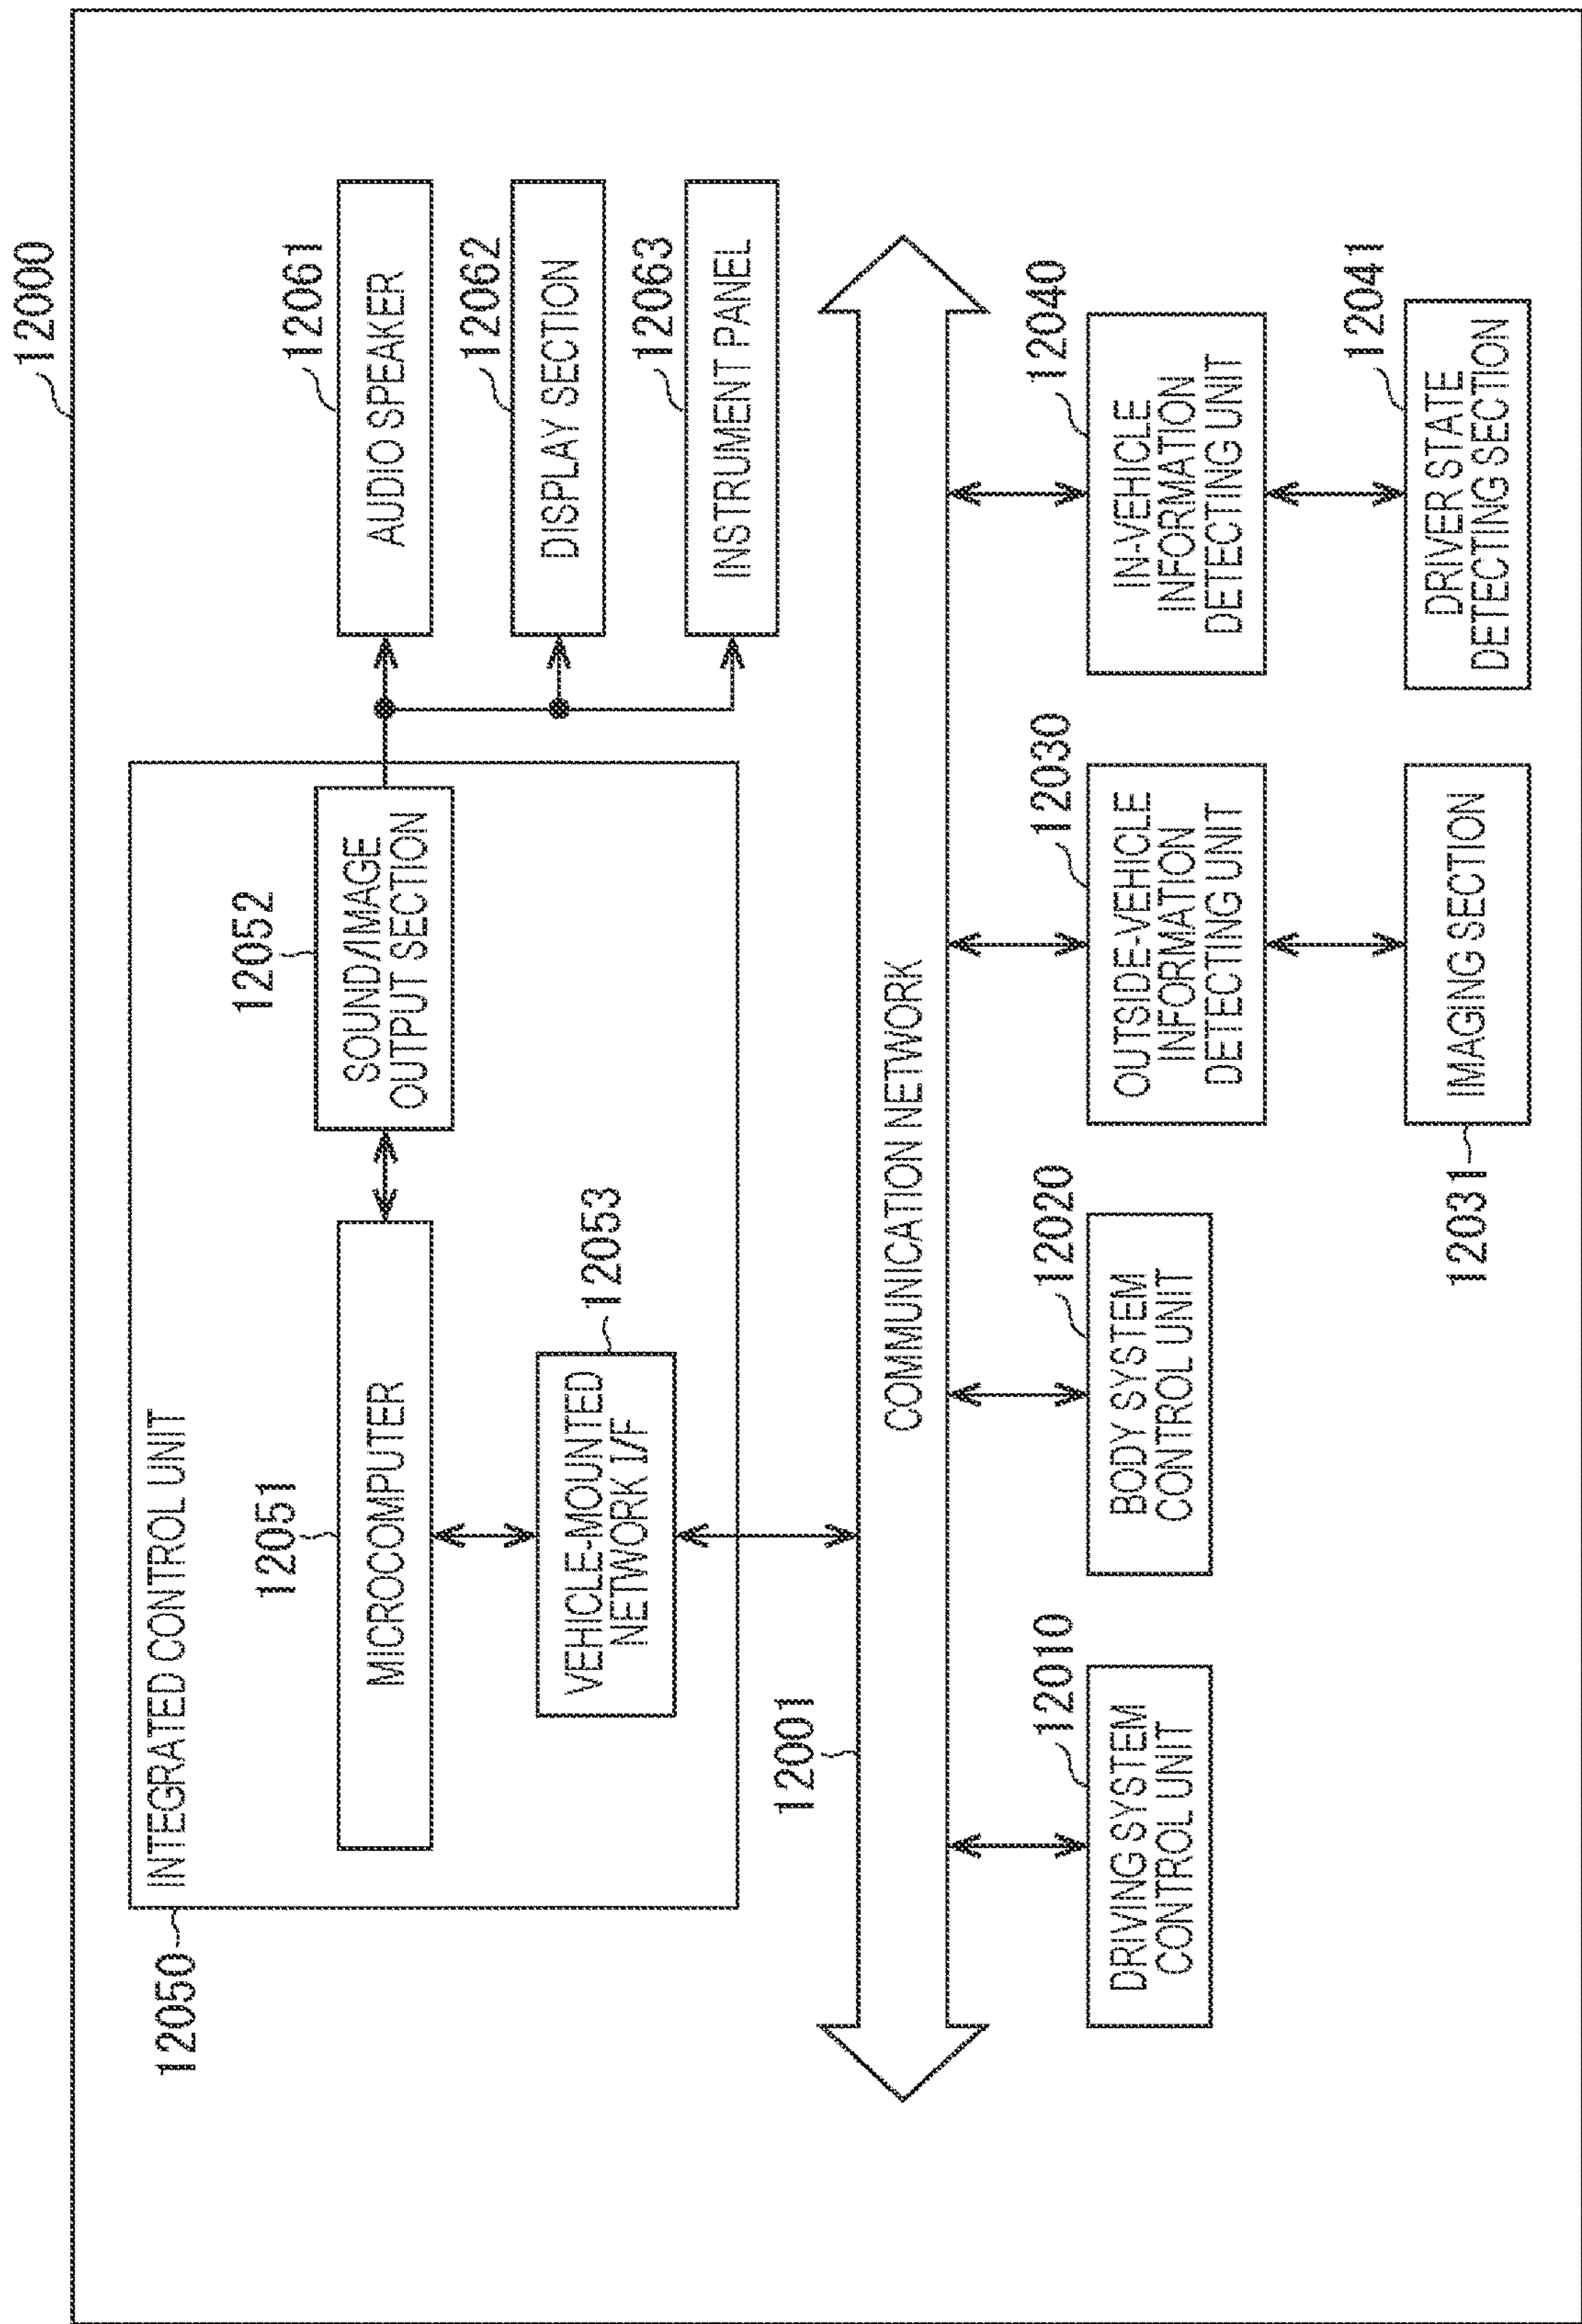 12000
12050
INTEGRATED CONTROL UNIT
12051
MICROCOMPUTER
12052
SOUND/IMAGE
OUTPUT SECTION
12053
VEHICLE-MOUNTED
NETWORK I/F
12061
AUDIO SPEAKER
12062
DISPLAY SECTION
12063
INSTRUMENT PANEL
12001
COMMUNICATION NETWORK
12010
DRIVING SYSTEM
CONTROL UNIT
12020
BODY SYSTEM
CONTROL UNIT
12030
OUTSIDE-VEHICLE
INFORMATION
DETECTING UNIT
12040
IN-VEHICLE
INFORMATION
DETECTING UNIT
12031
IMAGING SECTION
12041
DRIVER STATE
DETECTING SECTION